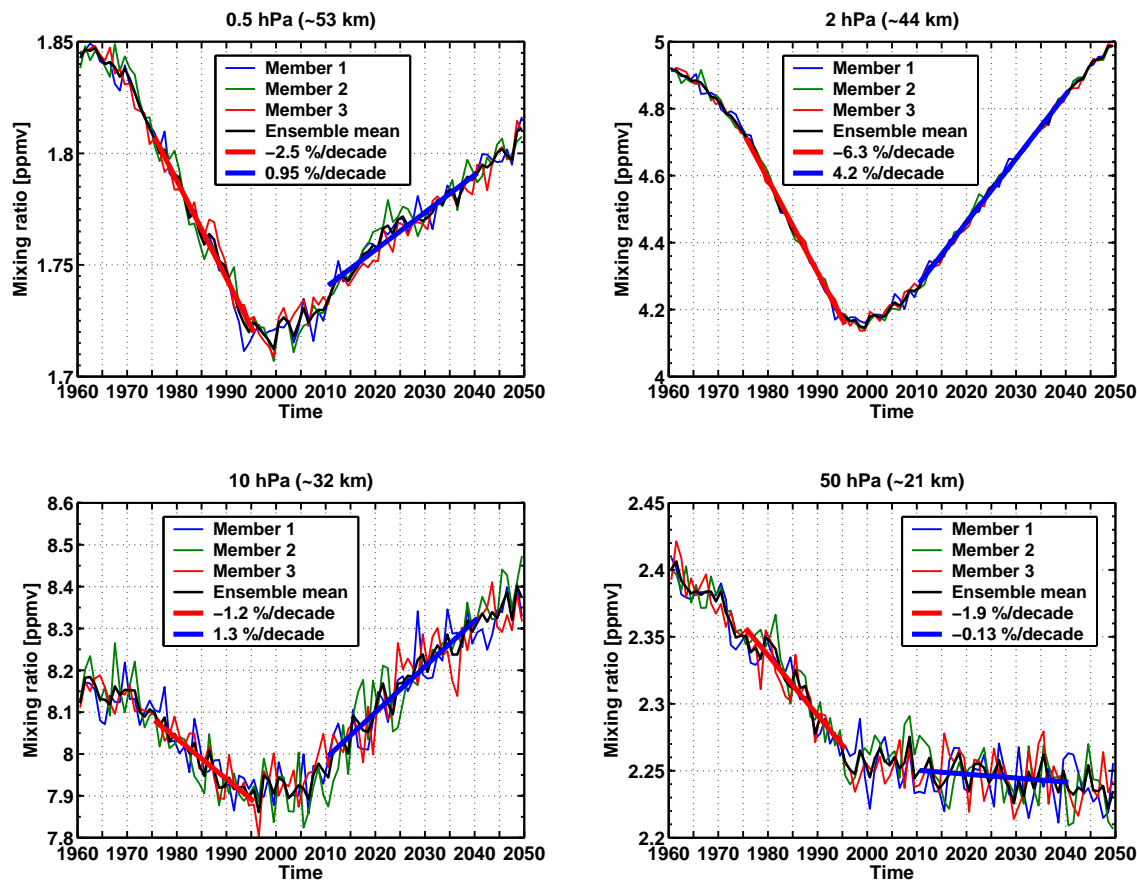 0.5 hPa (~53 km)
1.85
1.8
1.75
1.7
Mixing ratio [ppmv]
Member 1
Member 2
Member 3
Ensemble mean
−2.5 %/decade
0.95 %/decade
1960 1970 1980 1990 2000 2010 2020 2030 2040 2050
Time
2 hPa (~44 km)
5
4.8
4.6
4.4
4.2
4
Mixing ratio [ppmv]
Member 1
Member 2
Member 3
Ensemble mean
−6.3 %/decade
4.2 %/decade
1960 1970 1980 1990 2000 2010 2020 2030 2040 2050
Time
10 hPa (~32 km)
8.6
8.5
8.4
8.3
8.2
8.1
8
7.9
7.8
Mixing ratio [ppmv]
Member 1
Member 2
Member 3
Ensemble mean
−1.2 %/decade
1.3 %/decade
1960 1970 1980 1990 2000 2010 2020 2030 2040 2050
Time
50 hPa (~21 km)
2.45
2.4
2.35
2.3
2.25
2.2
Mixing ratio [ppmv]
Member 1
Member 2
Member 3
Ensemble mean
−1.9 %/decade
−0.13 %/decade
1960 1970 1980 1990 2000 2010 2020 2030 2040 2050
Time